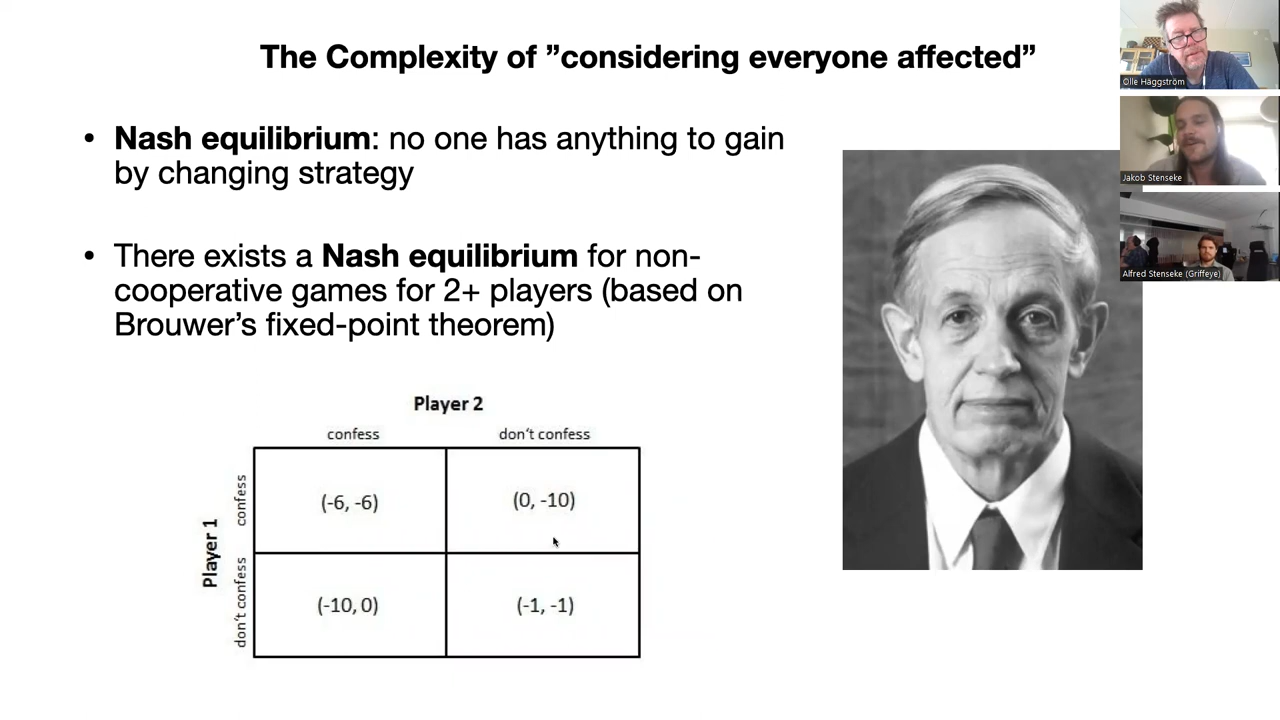 The Complexity of ”considering everyone affected”
• Nash equilibrium: no one has anything to gain
by changing strategy
• There exists a Nash equilibrium for non-
cooperative games for 2+ players (based on
Brouwer’s fixed-point theorem)
Player 2
confess don't confess
Player 1
confess
(-6, -6) (0, -10)
don't confess
(-10, 0) (-1, -1)
Olle Häggström
Jakob Stenseke
Alfred Stenseke (Griffeye)